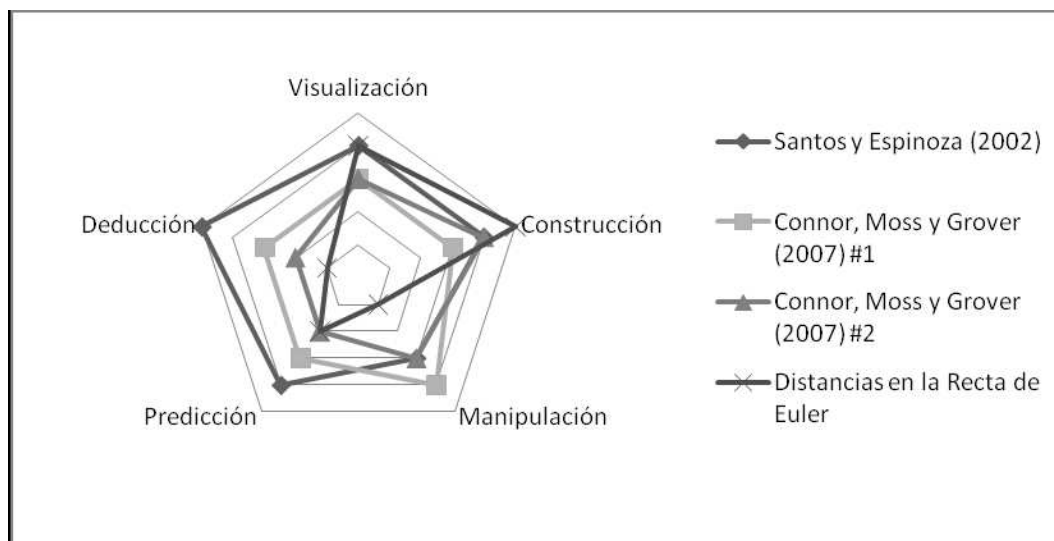 Visualización
Construcción
Manipulación
Predicción
Deducción
Santos y Espinoza (2002)
Connor, Moss y Grover
(2007) #1
Connor, Moss y Grover
(2007) #2
Distancias en la Recta de
Euler